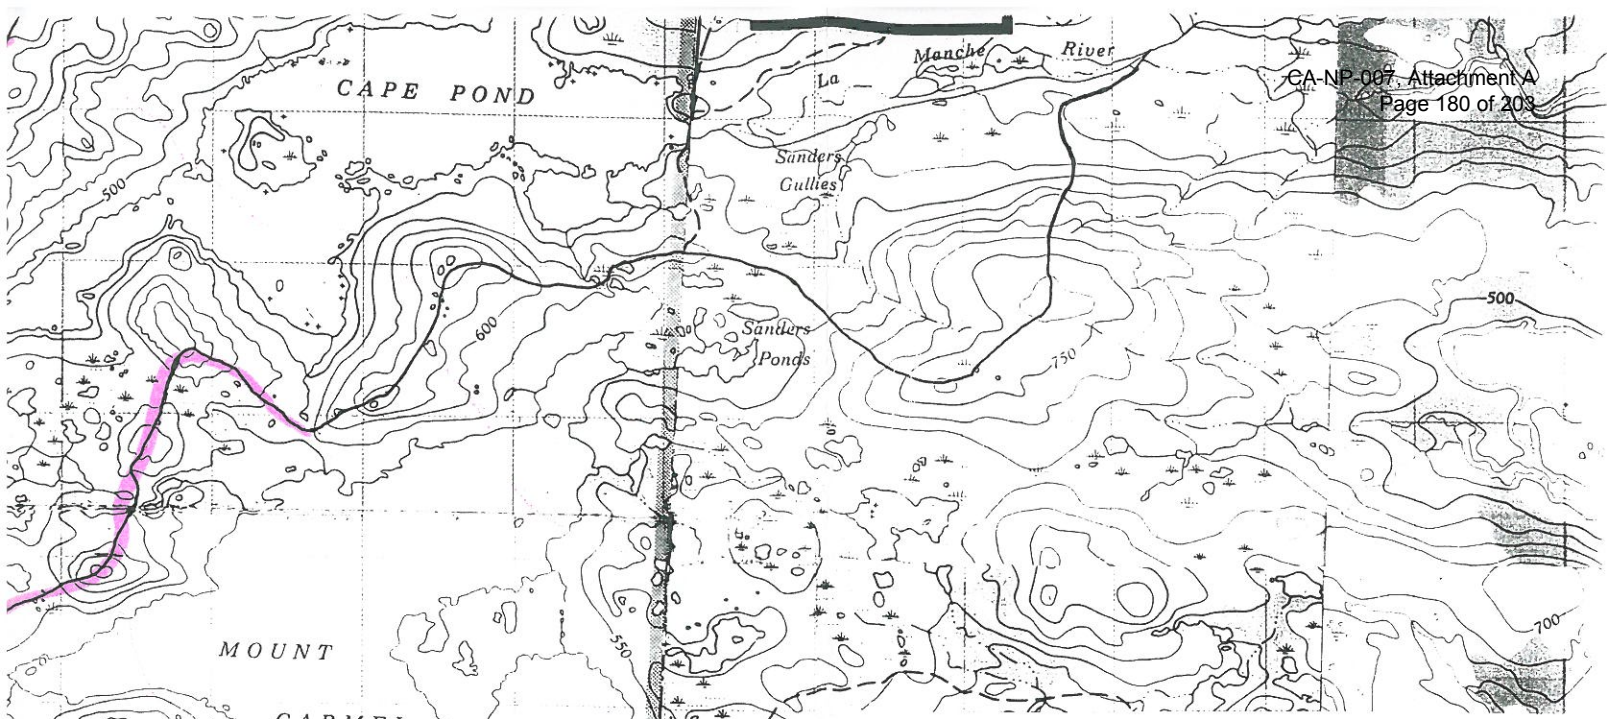 CA-NP-007, Attachment A
Page 180 of 203
CAPE POND
La Manche River
Sanders
Gullies
500
600
Sanders
Ponds
750
500
550
700
MOUNT